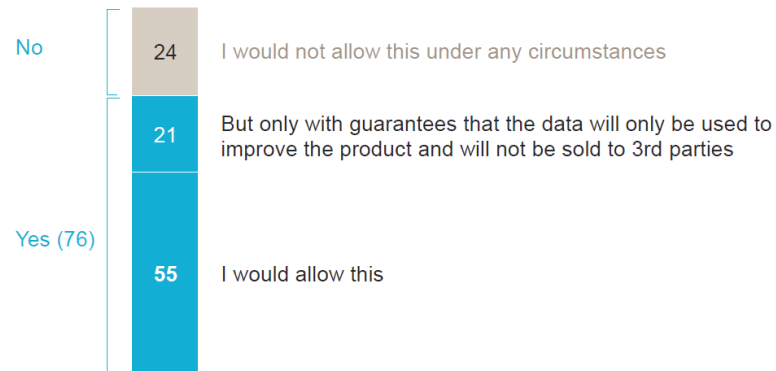 No
24
I would not allow this under any circumstances
21
But only with guarantees that the data will only be used to
improve the product and will not be sold to 3rd parties
Yes (76)
55
I would allow this